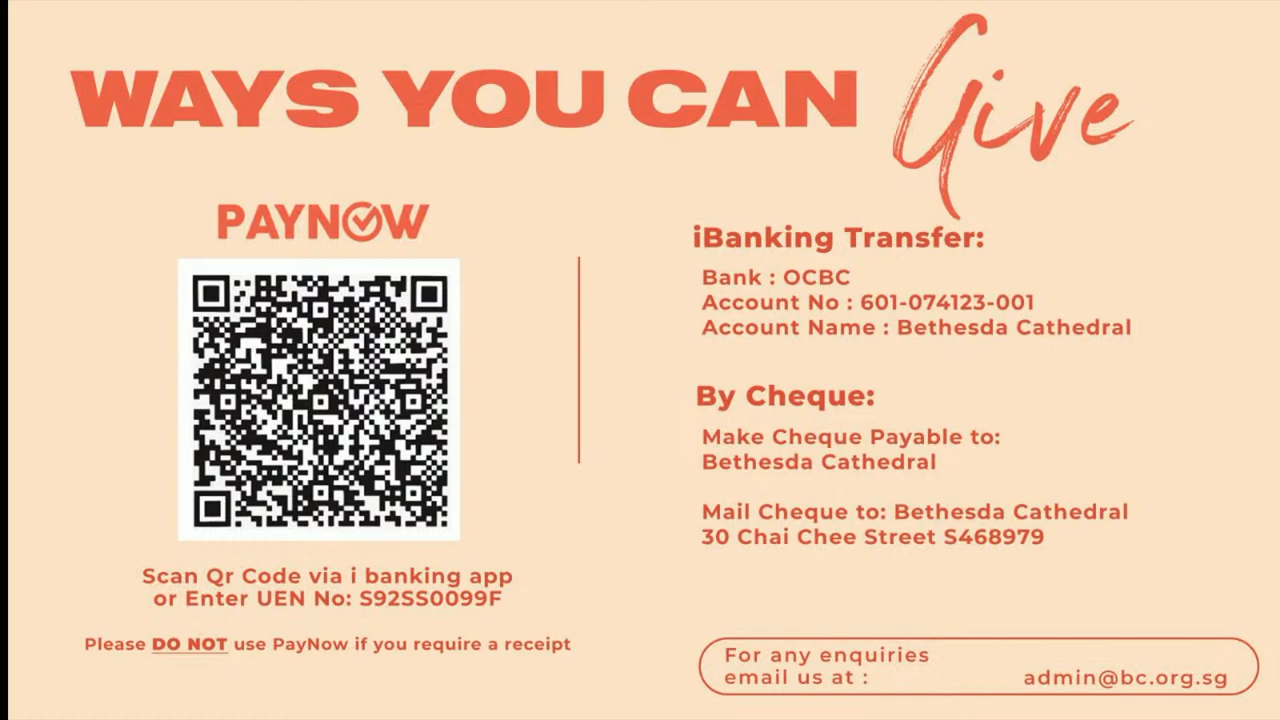 WAYS YOU CAN Give
PAYNOW
Scan Qr Code via i banking app
or Enter UEN No: S92SS0099F
Please DO NOT use PayNow if you require a receipt
iBanking Transfer:
Bank : OCBC
Account No : 601-074123-001
Account Name : Bethesda Cathedral
By Cheque:
Make Cheque Payable to:
Bethesda Cathedral
Mail Cheque to: Bethesda Cathedral
30 Chai Chee Street S468979
For any enquiries
email us at : admin@bc.org.sg